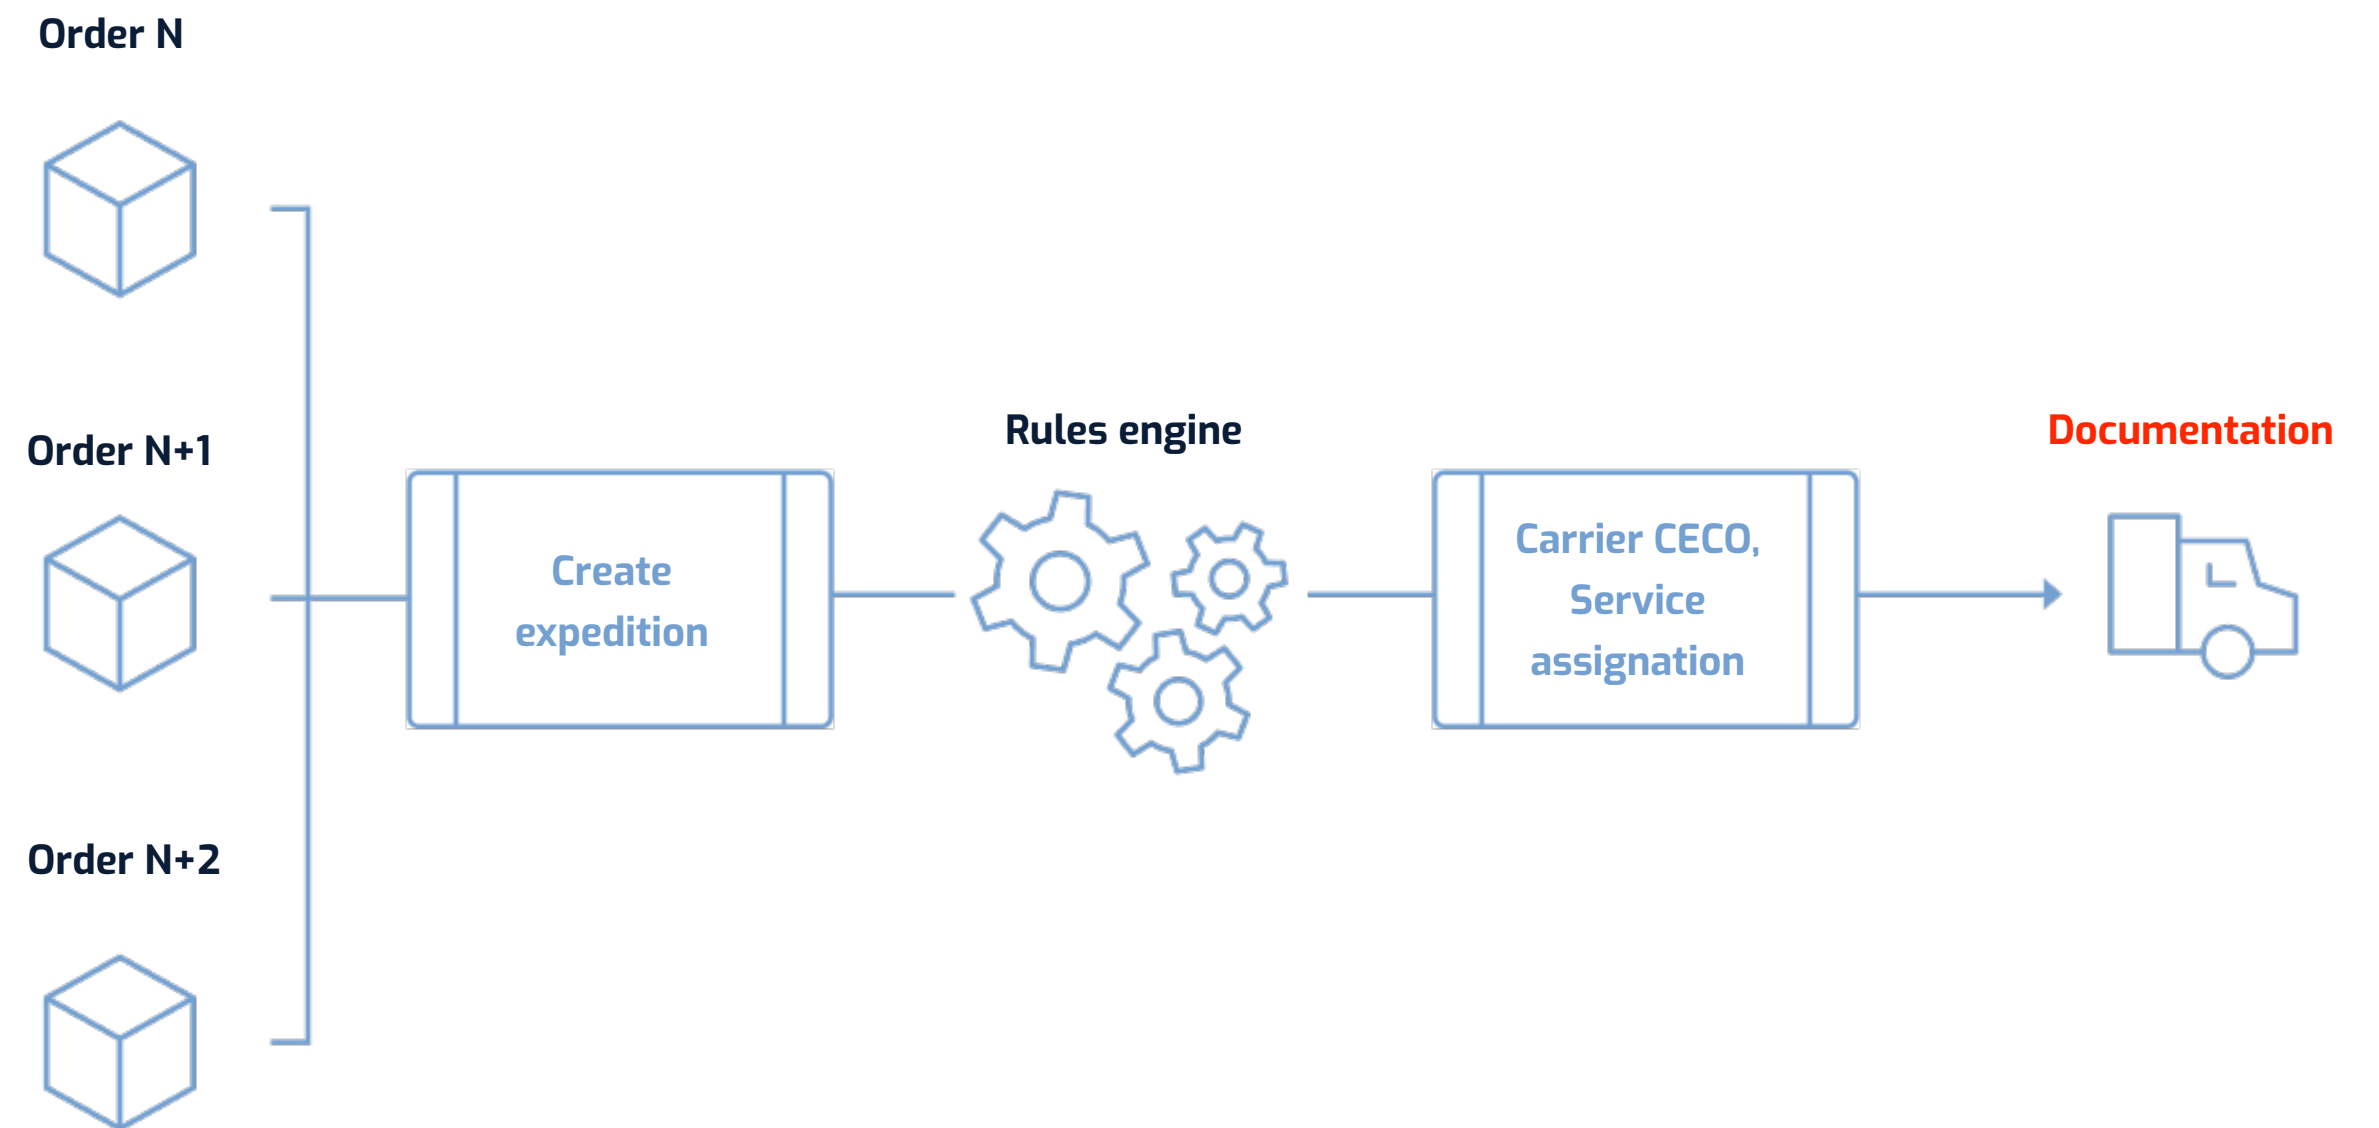 Order N
Order N+1
Order N+2
Create
expedition
Rules engine
Carrier CECO,
Service
assignation
Documentation